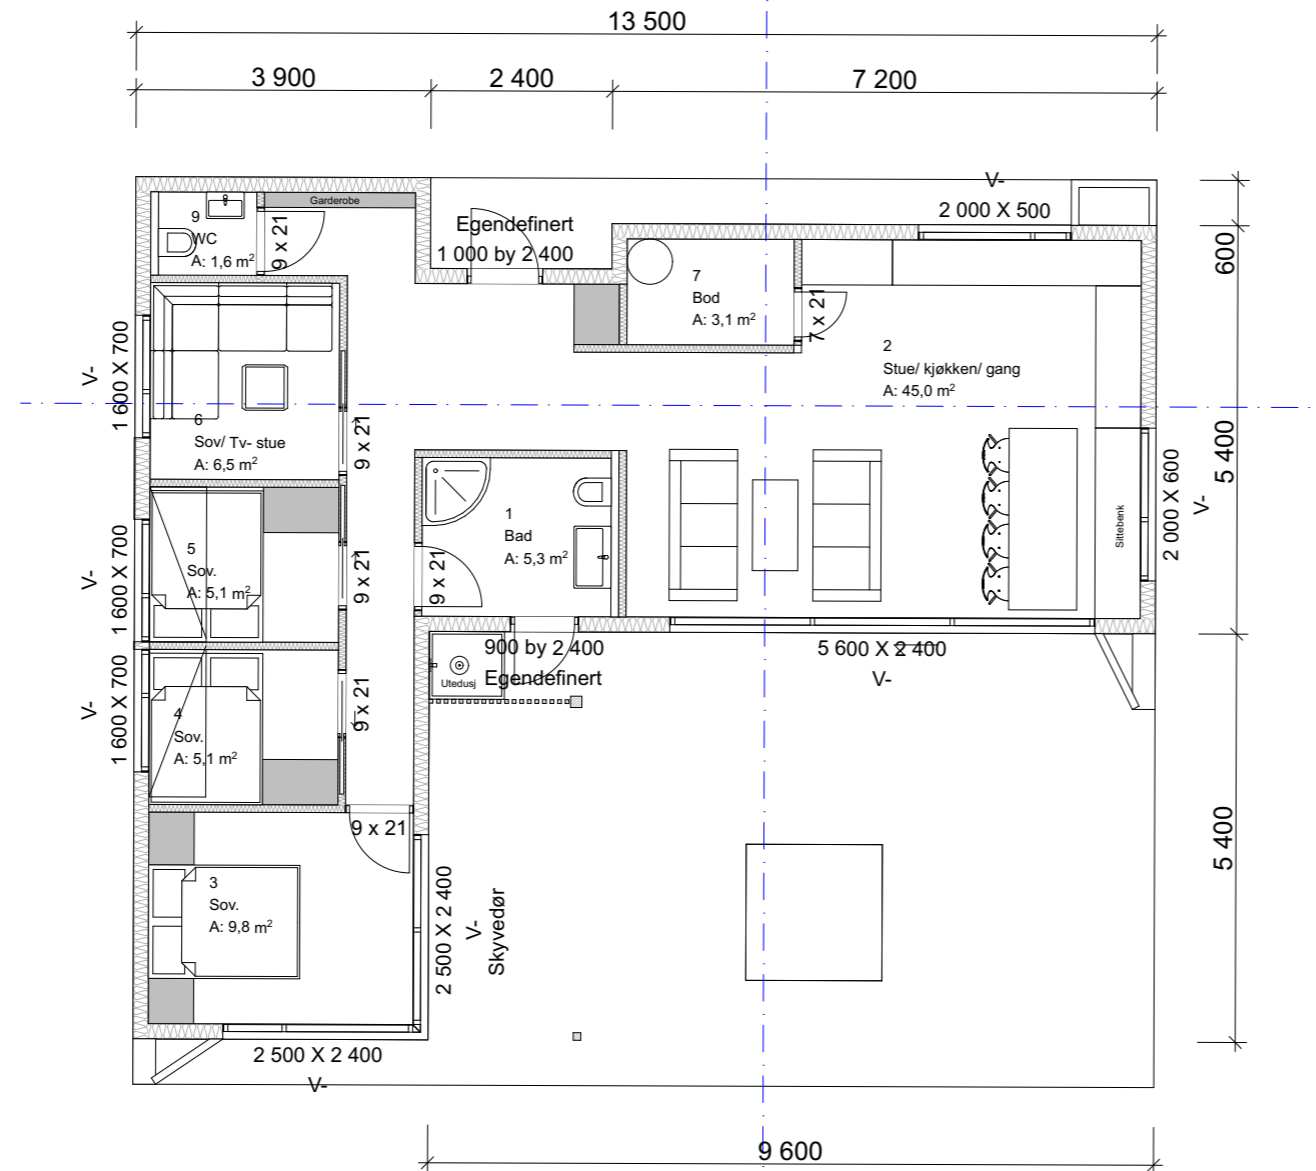 13 500
3 900
2 400
7 200
V-
Garderobe
2 000 X 500
9
WC
A: 1,6 m²
9 x 21
Egendefinert
1 000 by 2 400
600
7
Bod
A: 3,1 m²
7 x 21
2
Stue/ kjøkken/ gang
A: 45,0 m²
1 600 X 700
V-
6
Sov/ Tv- stue
A: 6,5 m²
9 x 21
5 400
2 000 X 600
V-
Sittebenk
1
Bad
A: 5,3 m²
9 x 21
5
Sov.
A: 5,1 m²
9 x 21
1 600 X 700
V-
900 by 2 400
Egendefinert
Utedusj
5 600 X 2 400
V-
1 600 X 700
V-
4
Sov.
A: 5,1 m²
9 x 21
9 x 21
3
Sov.
A: 9,8 m²
2 500 X 2 400
V-
Skyvedør
5 400
2 500 X 2 400
V-
9 600